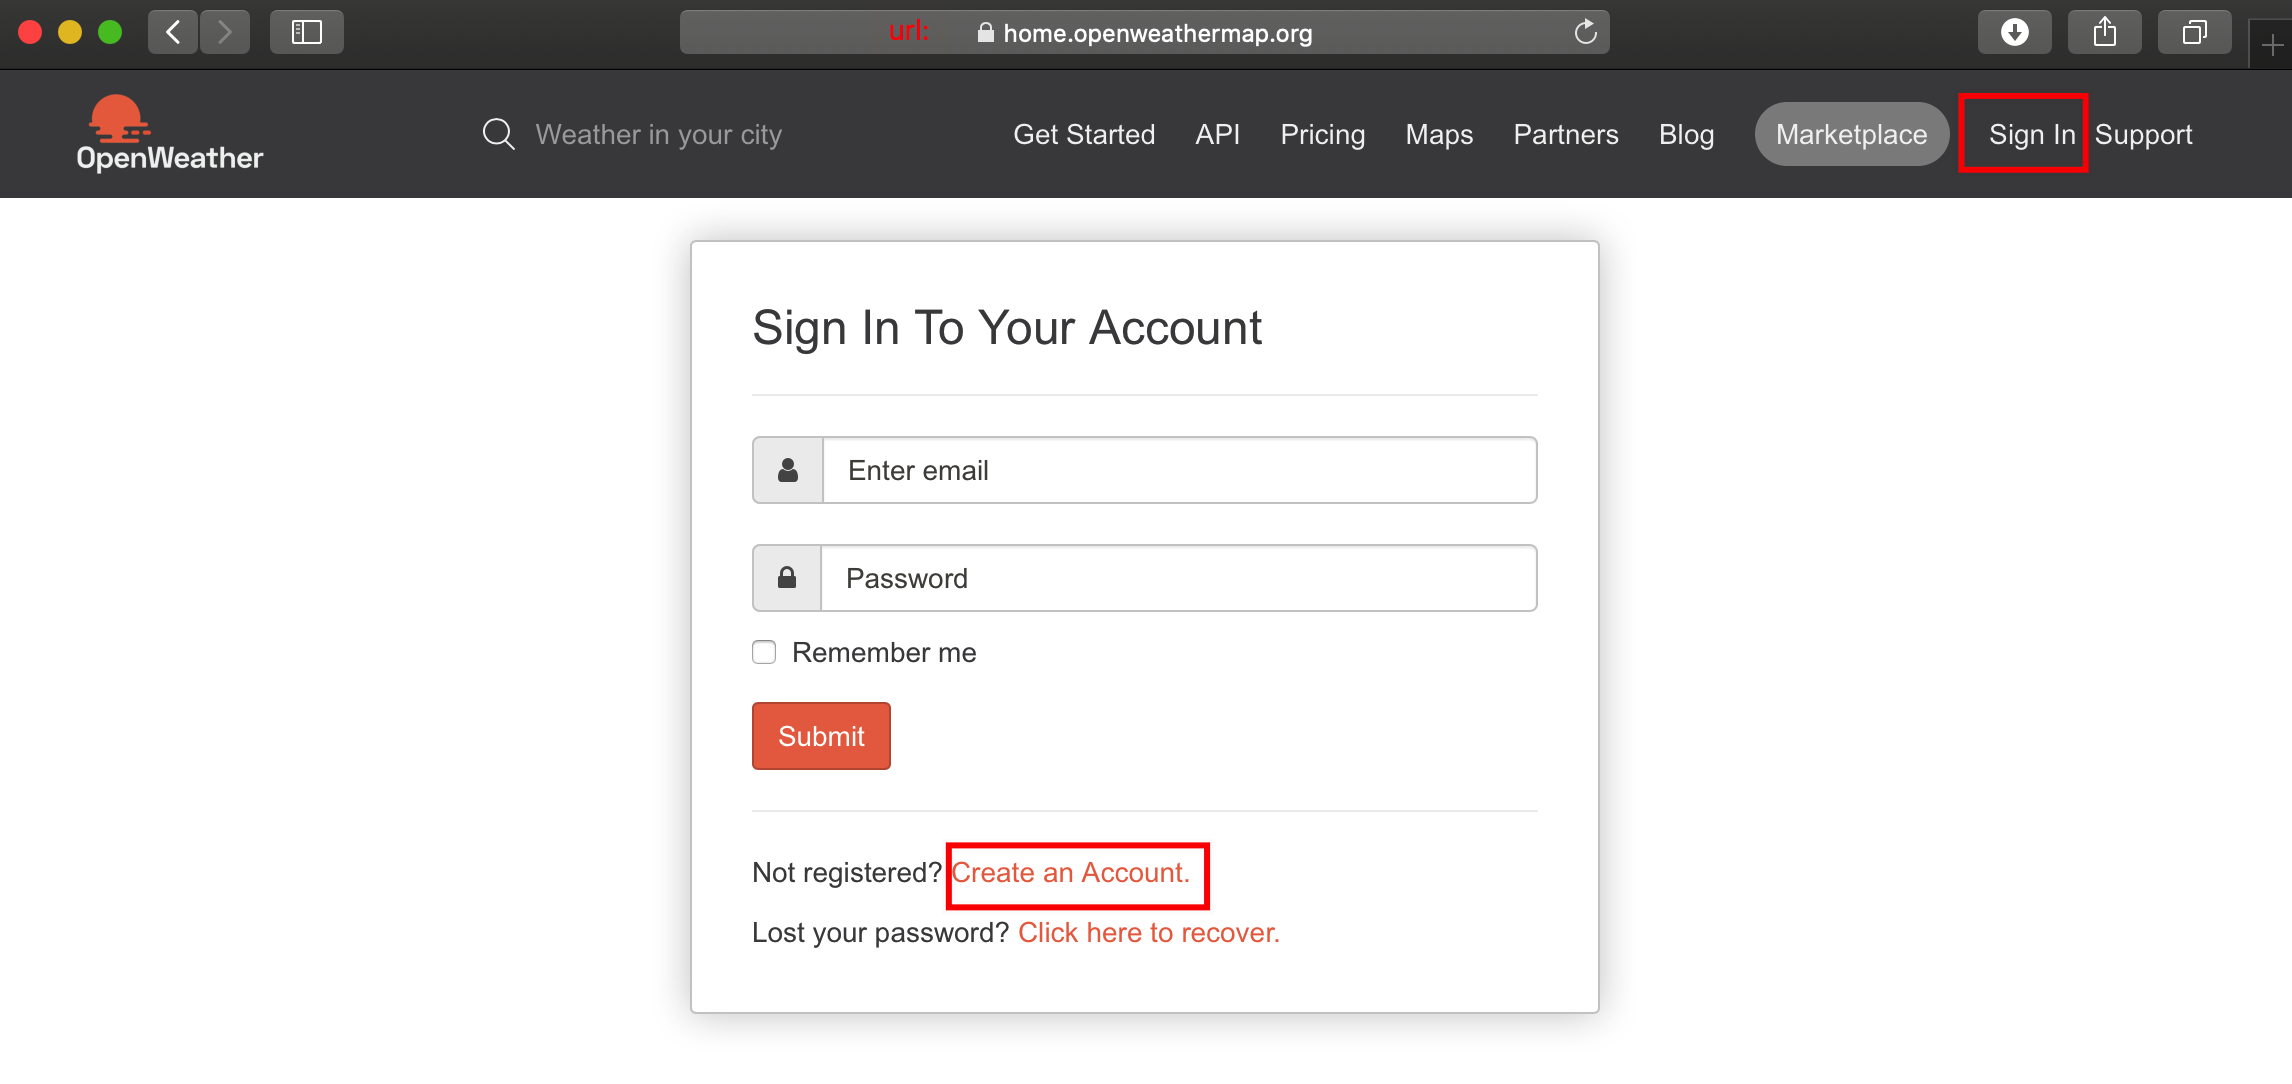 url: home.openweathermap.org
OpenWeather
Weather in your city
Get Started API Pricing Maps Partners Blog Marketplace Sign In Support
Sign In To Your Account
Enter email
Password
Remember me
Submit
Not registered? Create an Account.
Lost your password? Click here to recover.